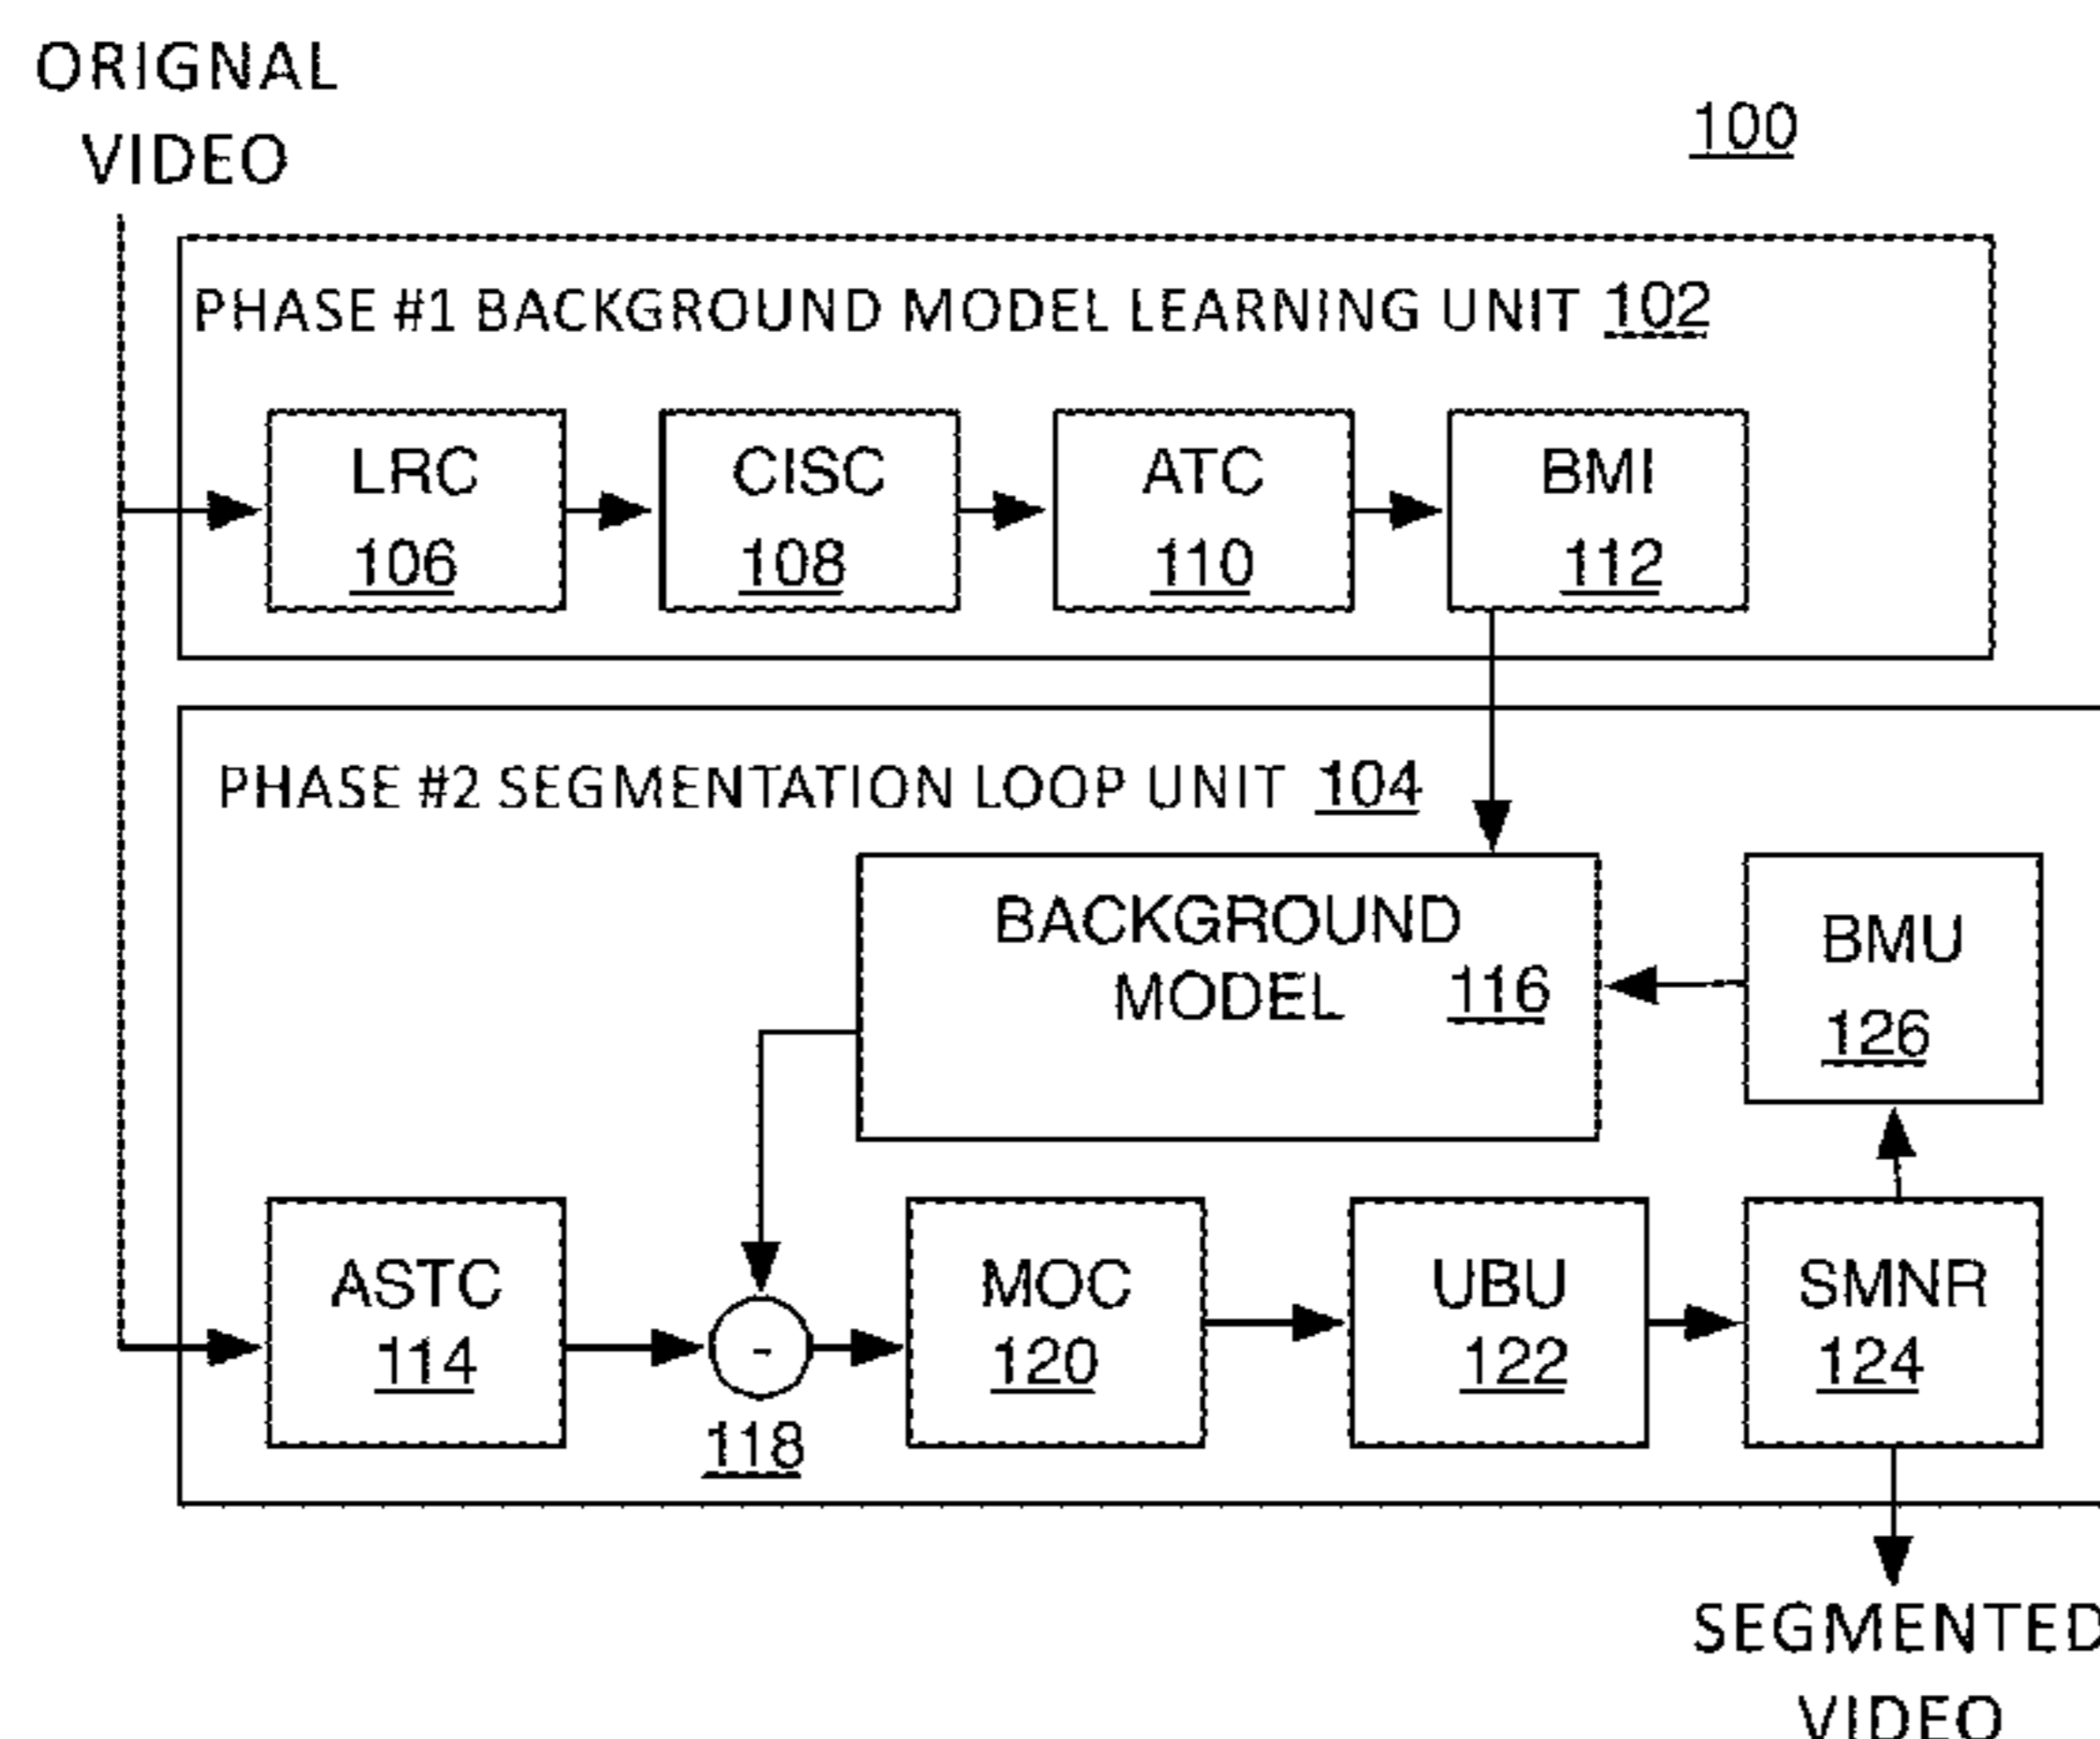 ORIGNAL
VIDEO
100
PHASE #1 BACKGROUND MODEL LEARNING UNIT 102
LRC
106
CISC
108
ATC
110
BMI
112
PHASE #2 SEGMENTATION LOOP UNIT 104
BACKGROUND
MODEL 116
BMU
126
ASTC
114
-
118
MOC
120
UBU
122
SMNR
124
SEGMENTED
VIDEO